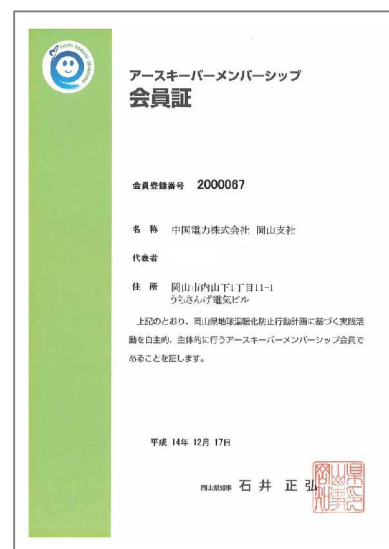 アースキーパーメンバーシップ
会員証
会員登録番号 2000067
名 称 中国電力株式会社 岡山支社
代表者
住 所 岡山市内山下1丁目11-1
うちさんげ電気ビル
上記のとおり、岡山県地球温暖化防止行動計画に基づく実践活
動を自主的、主体的に行うアースキーパーメンバーシップ会員で
あることを証します。
平成 14年 12月 17日
岡山県知事 石 井 正 弘